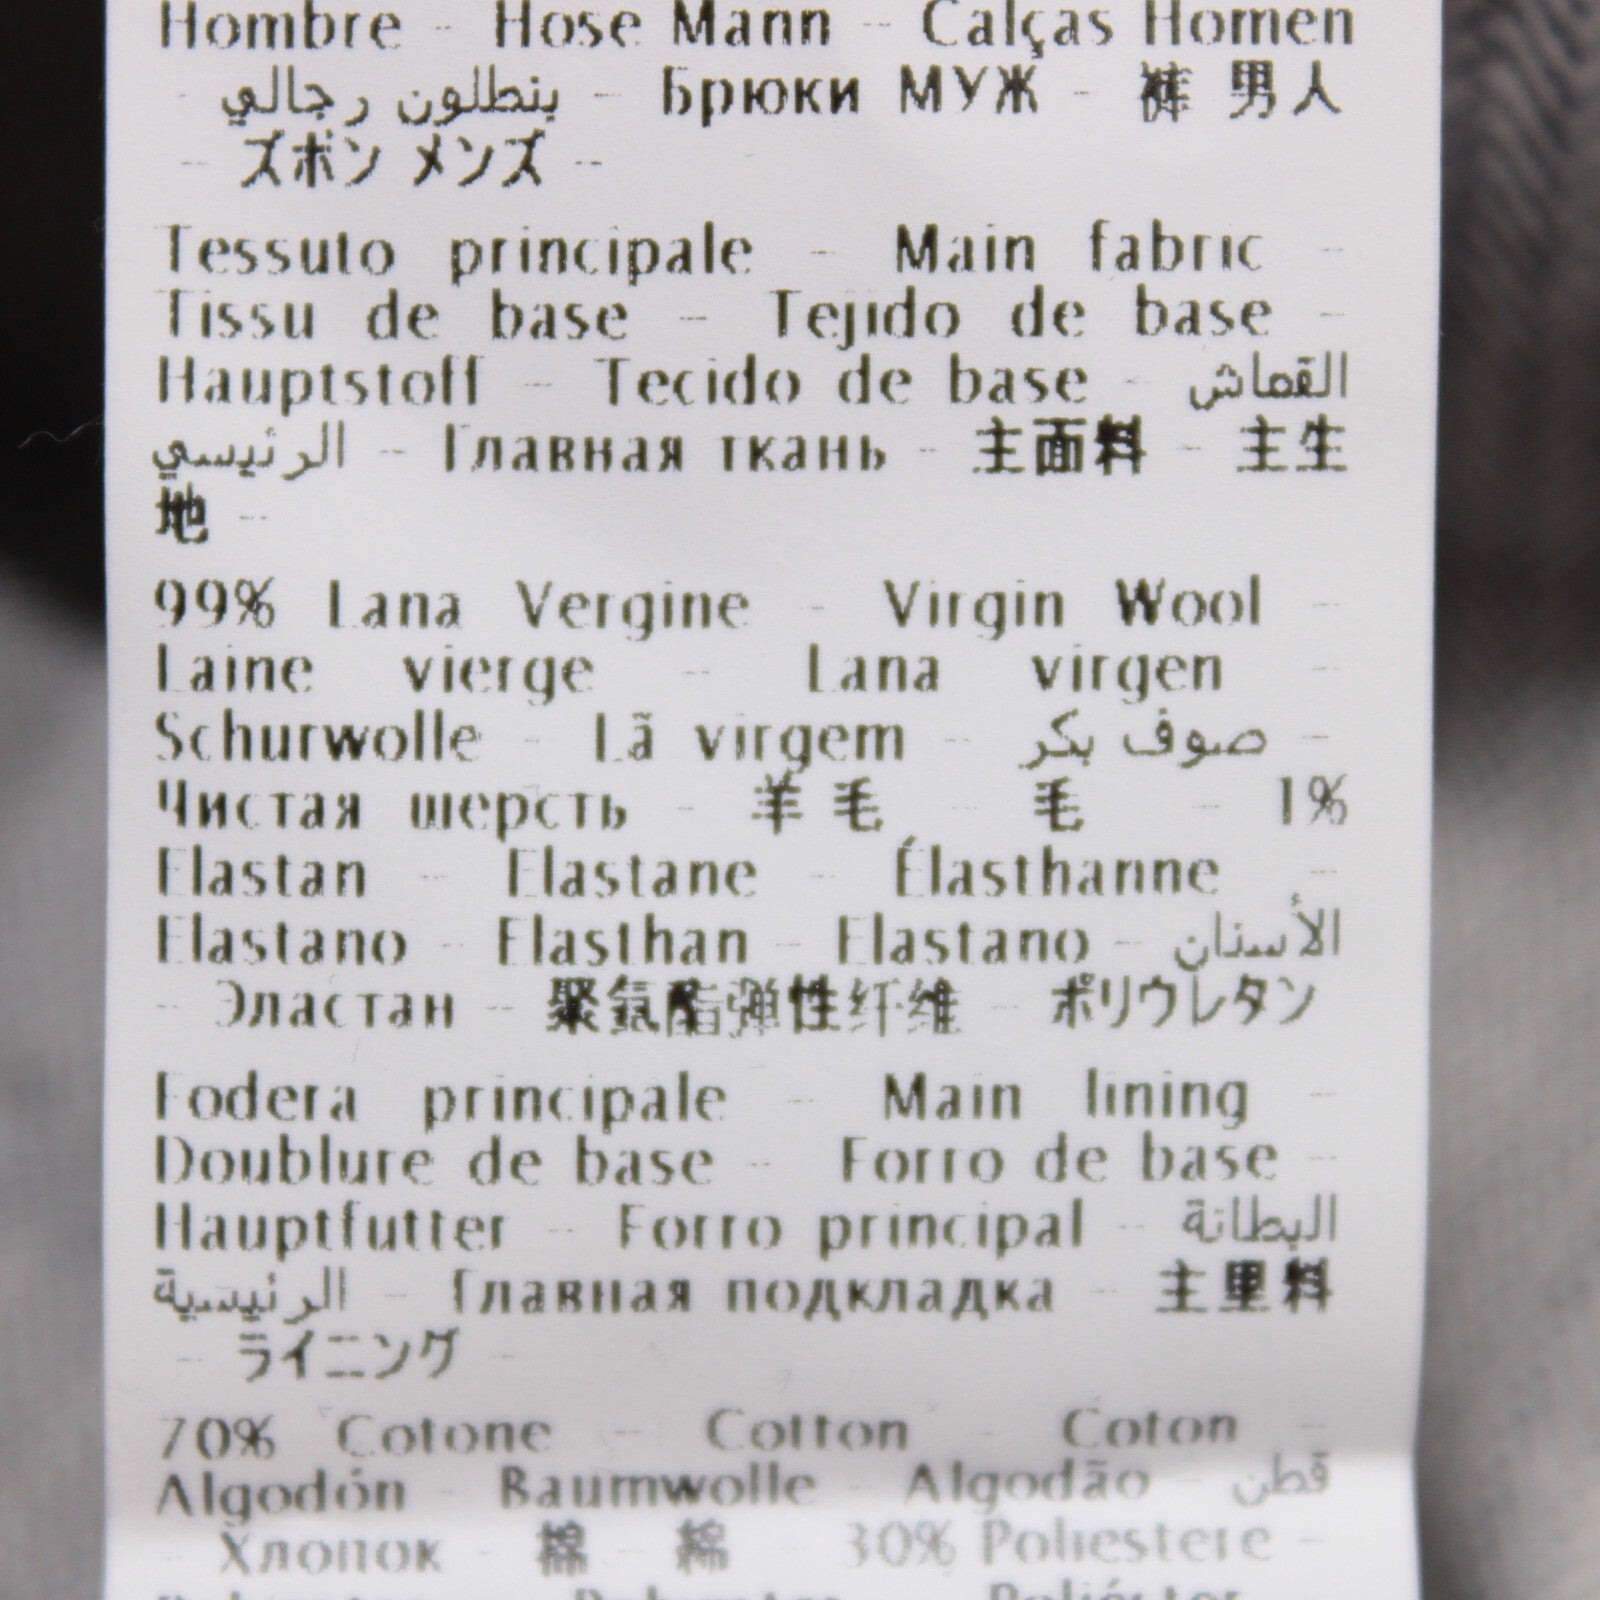 Hombre - Hose Mann - Calças Homen
- بنطلون رجالي - Брюки МУЖ - 裤 男人
- ズボン メンズ -
Tessuto principale - Main fabric -
Tissu de base - Tejido de base -
Hauptstoff - Tecido de base - القماش
الرئيسي - Главная ткань - 主面料 - 主生
地 -
99% Lana Vergine - Virgin Wool -
Laine vierge - Lana virgen -
Schurwolle - Lã virgem - صوف بكر -
Чистая шерсть - 羊毛 毛 - 1%
Elastan - Elastane - Élasthanne -
Elastano - Elasthan - Elastano - الأسنان
- Эластан - 聚氨酯弹性纤维 - ポリウレタン
Fodera principale - Main lining -
Doublure de base - Forro de base -
Hauptfutter - Forro principal - البطانة
الرئيسية - Главная подкладка - 主里料
- ライニング -
70% Cotone - Cotton - Coton -
Algodón - Baumwolle - Algodão - قطن
- Хлопок - 棉 - 綿 30% Poliestere -